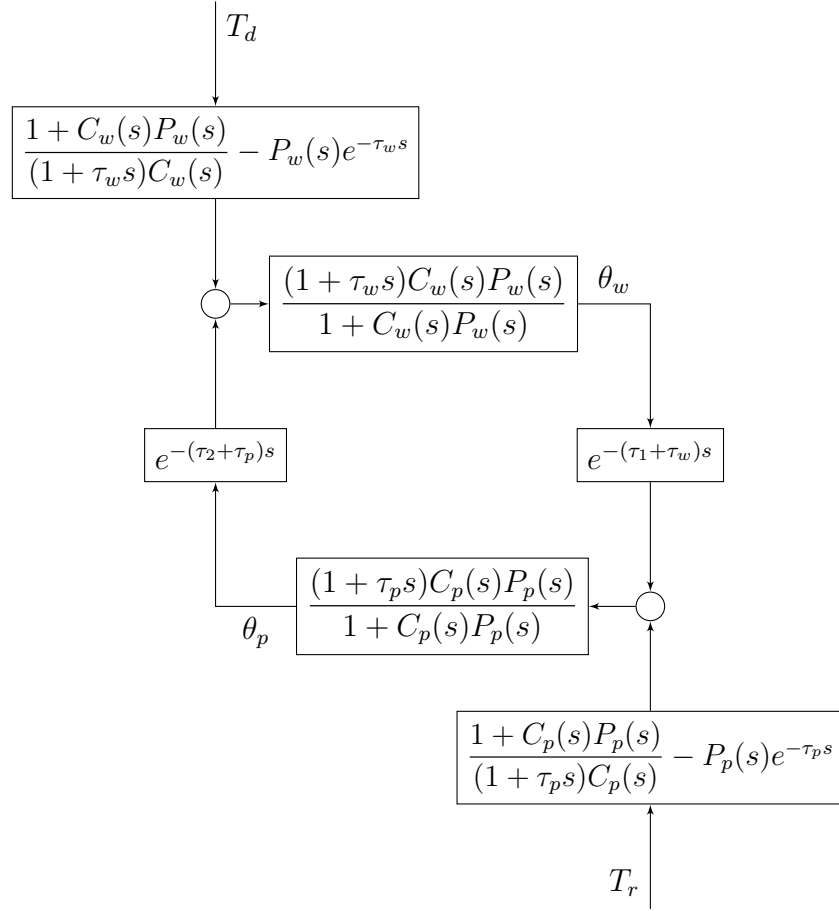 T_d
\frac{1 + C_w(s)P_w(s)}{(1 + \tau_w s)C_w(s)} - P_w(s)e^{-\tau_w s}
\frac{(1 + \tau_w s)C_w(s)P_w(s)}{1 + C_w(s)P_w(s)}
θ_w
e^{-(\tau_2+\tau_p)s}
e^{-(\tau_1+\tau_w)s}
\frac{(1 + \tau_p s)C_p(s)P_p(s)}{1 + C_p(s)P_p(s)}
θ_p
\frac{1 + C_p(s)P_p(s)}{(1 + \tau_p s)C_p(s)} - P_p(s)e^{-\tau_p s}
T_r